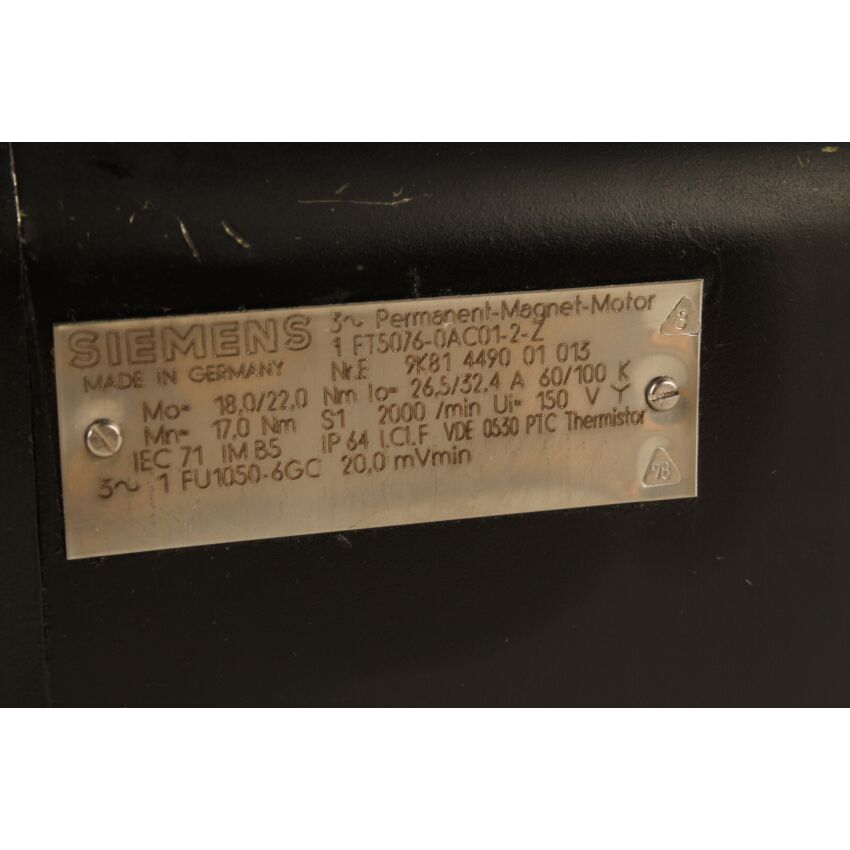 SIEMENS
3~ Permanent-Magnet-Motor
1 FT5076-0AC01-2-Z
MADE IN GERMANY
Nr.E 9K81 4490 01 013
Mo= 18,0/22,0 Nm Io= 26,5/32,4 A 60/100 K
Mn= 17,0 Nm S1 2000 /min Ui= 150 V Y
IEC 71 IM B5 IP 64 I.Cl.F VDE 0530 PTC Thermistor
3~ 1 FU1050-6GC 20,0 mVmin
8
78